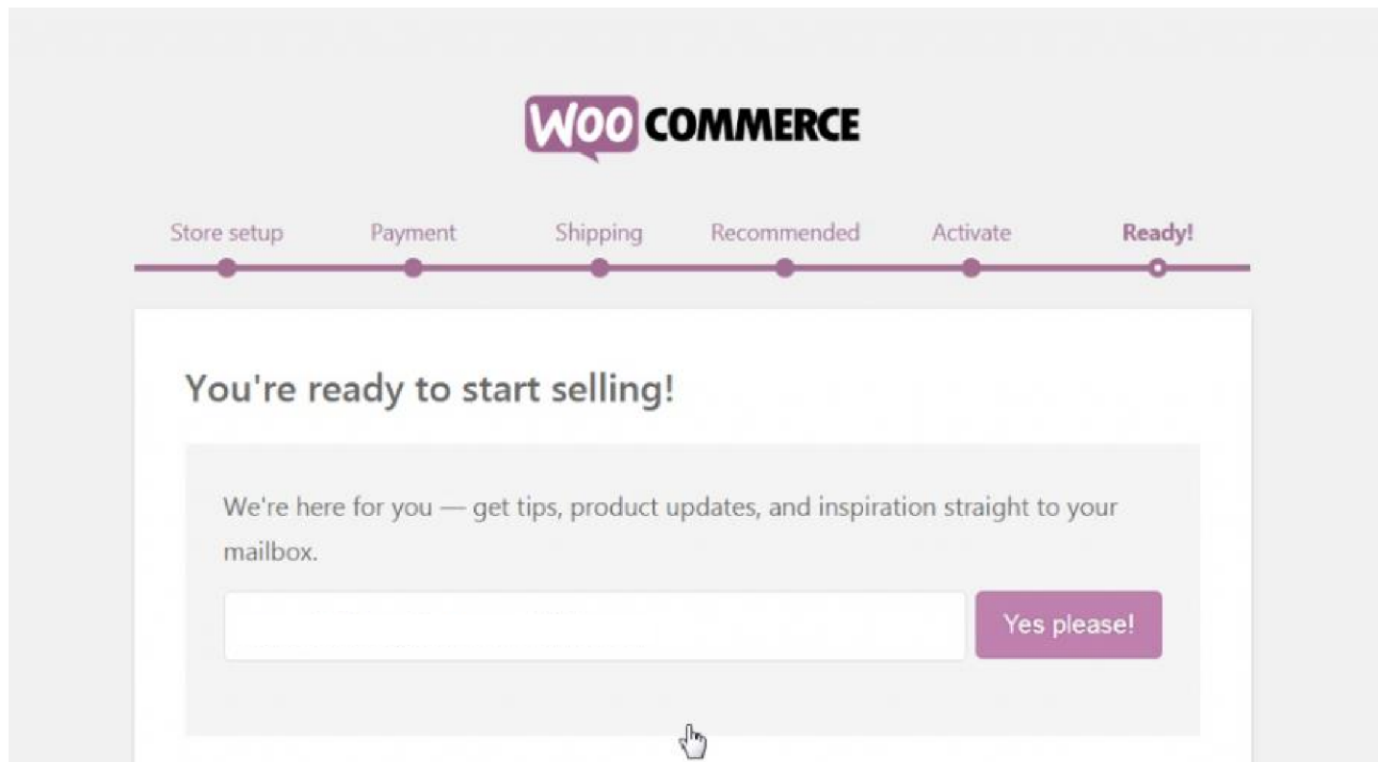 WOO COMMERCE
Store setup Payment Shipping Recommended Activate Ready!
You're ready to start selling!
We're here for you — get tips, product updates, and inspiration straight to your
mailbox.
Yes please!